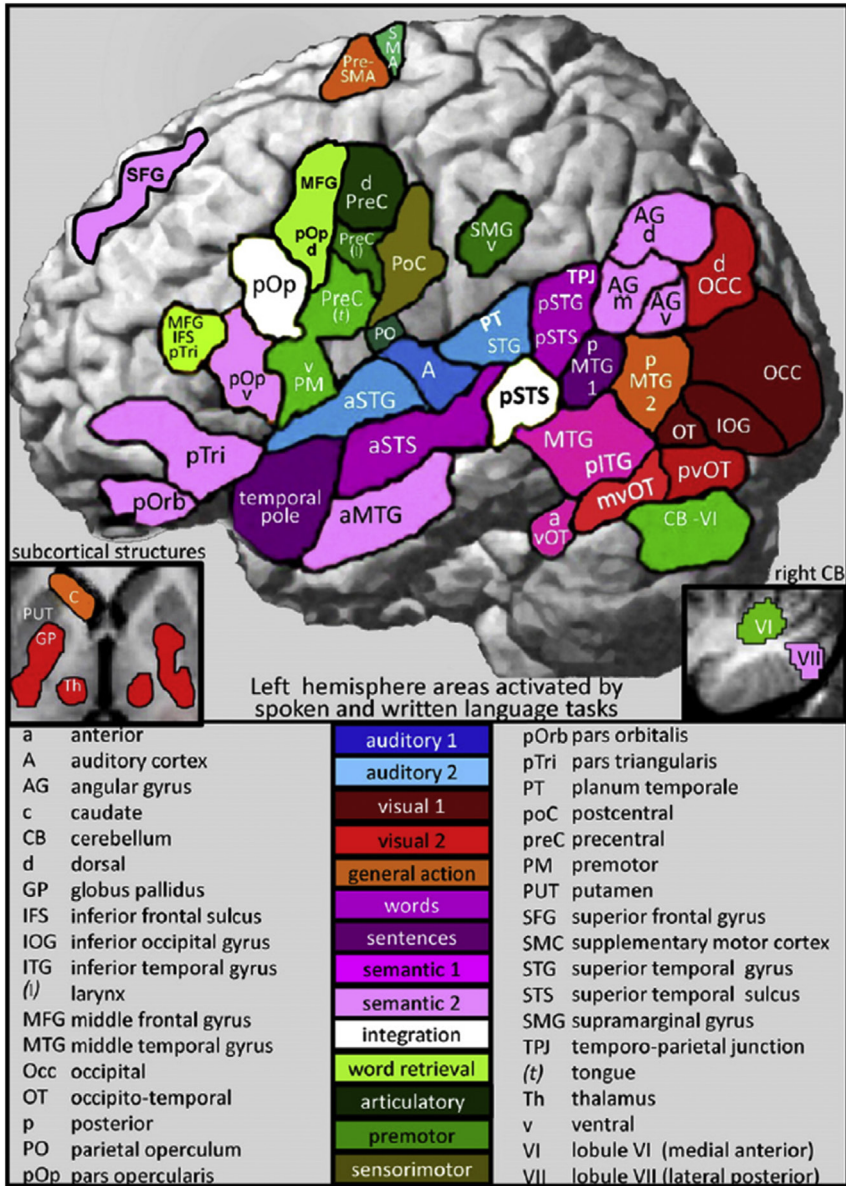 S
M
A
Pre-
SMA
SFG
MFG
pOp
d
d
PreC
PreC
(l)
PoC
SMG
v
AG
d
AG
m
AG
v
d
OCC
pOp
PreC
(t)
PO
TPJ
pSTG
pSTS
PT
STG
MFG
IFS
pTri
pOp
v
v
PM
A
aSTG
p
MTG
1
p
MTG
2
OCC
pSTS
aSTS
MTG
pITG
OT
IOG
pTri
pOrb
temporal
pole
aMTG
mvOT
pvOT
a
vOT
CB -VI
subcortical structures
right CB
C
PUT
GP
Th
VI
VII
Left hemisphere areas activated by
spoken and written language tasks
a anterior
A auditory cortex
AG angular gyrus
c caudate
CB cerebellum
d dorsal
GP globus pallidus
IFS inferior frontal sulcus
IOG inferior occipital gyrus
ITG inferior temporal gyrus
(l) larynx
MFG middle frontal gyrus
MTG middle temporal gyrus
Occ occipital
OT occipito-temporal
p posterior
PO parietal operculum
pOp pars opercularis
auditory 1
auditory 2
visual 1
visual 2
general action
words
sentences
semantic 1
semantic 2
integration
word retrieval
articulatory
premotor
sensorimotor
pOrb pars orbitalis
pTri pars triangularis
PT planum temporale
poC postcentral
preC precentral
PM premotor
PUT putamen
SFG superior frontal gyrus
SMC supplementary motor cortex
STG superior temporal gyrus
STS superior temporal sulcus
SMG supramarginal gyrus
TPJ temporo-parietal junction
(t) tongue
Th thalamus
v ventral
VI lobule VI (medial anterior)
VII lobule VII (lateral posterior)